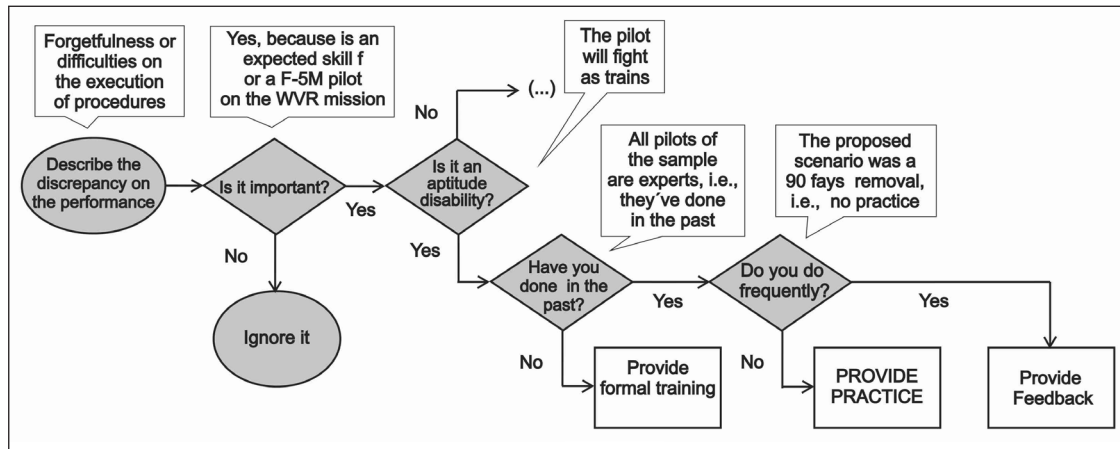 Forgetfulness or
difficulties on
the execution
of procedures
Yes, because is an
expected skill f
or a F-5M pilot
on the WVR mission
The pilot
will fight
as trains
No
(...)
Describe the
discrepancy on
the performance
Is it important?
Yes
Is it an
aptitude
disability?
All pilots of
the sample
are experts, i.e.,
they´ve done
in the past
The proposed
scenario was a
90 fays removal,
i.e., no practice
No
Yes
Ignore it
Have you
done in the
past?
Yes
Do you do
frequently?
Yes
No
Provide
formal training
No
PROVIDE
PRACTICE
Provide
Feedback